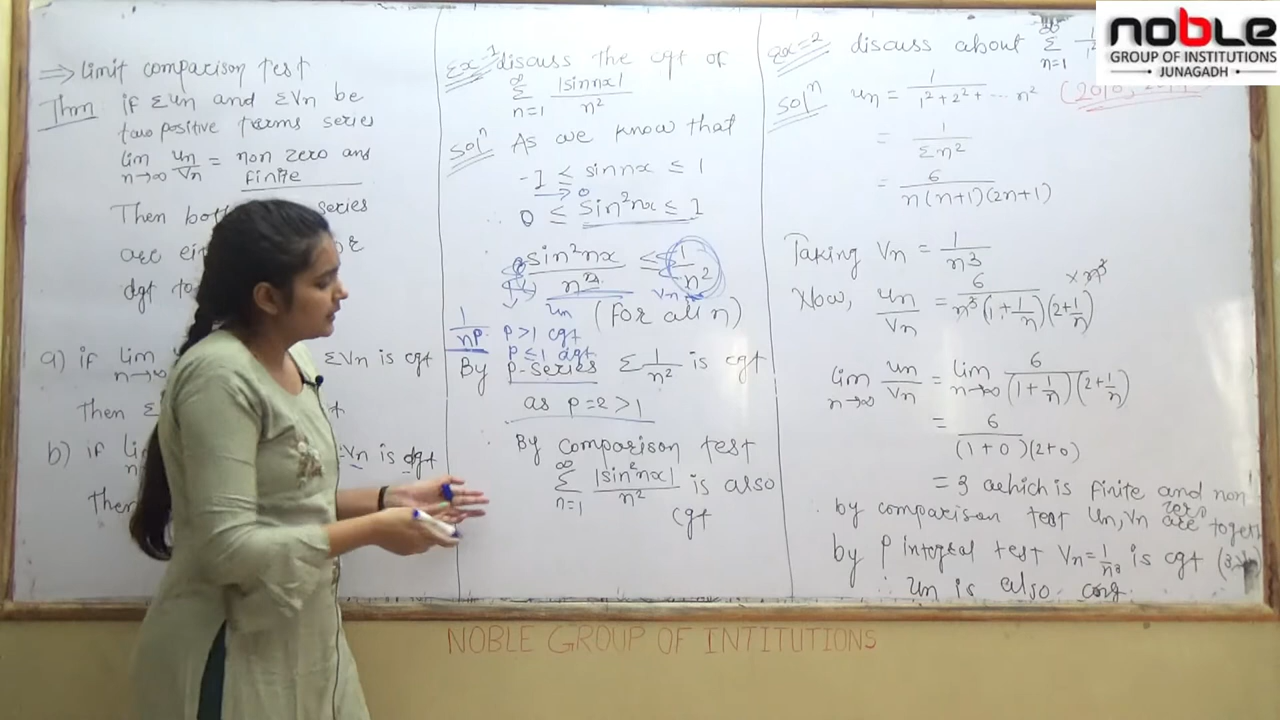 ⇒ Limit comparison test
Thm if Σun and ΣVn be
two positive terms series
lim n→∞ un/Vn = non zero and
finite
Then series
are
dgt to
a) if lim n→∞ ΣVn is cgt
Then Σ
b) if Vn is dgt
Then
Ex-1 discuss The cgt of
∞ Σ n=1 |sin nx| / n²
Solⁿ As we know that
-1 ≤ sin nx ≤ 1
∴ 0 ≤ sin²nx ≤ 1
∴ sin²nx / n² ≤ 1/n²
un Vn
(for all n)
1/nᴾ P>1 cgt
P≤1 dgt
By P-series Σ 1/n² is cgt
as P=2>1
By comparison test
∞ Σ n=1 |sin²nx| / n² is also
cgt
Ex=2 discuss about ∞ Σ n=1
Solⁿ un = 1 / 1²+2²+ ... n²
= 1 / Σn²
= 6 / n(n+1)(2n+1)
Taking Vn = 1/n3
Now, un/Vn = 6 / n³(1+1/n)(2+1/n) × n³
lim n→∞ un/Vn = lim n→∞ 6 / (1+1/n)(2+1/n)
= 6 / (1+0)(2+0)
= 3 which is finite and non
zero
by comparison test un, Vn are
by P integral test Vn = 1/n3 is cgt
∴ un is also cong
noble
GROUP OF INSTITUTIONS
JUNAGADH
NOBLE GROUP OF INTITUTIONS